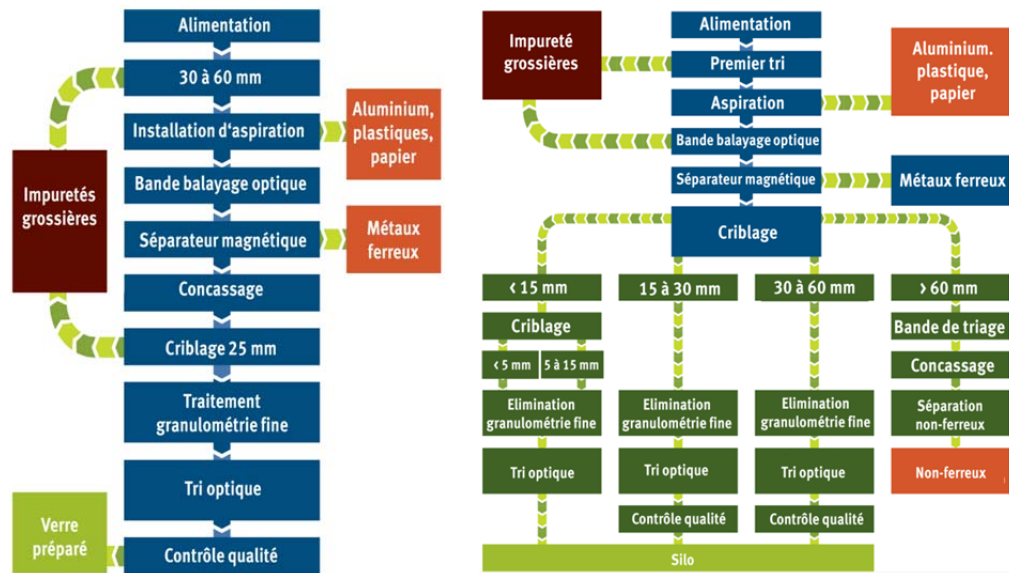 Alimentation
30 à 60 mm
Installation d'aspiration
Aluminium,
plastiques,
papier
Bande balayage optique
Impuretés
grossières
Séparateur magnétique
Métaux
ferreux
Concassage
Criblage 25 mm
Traitement
granulométrie fine
Tri optique
Verre
préparé
Contrôle qualité
Impureté
grossières
Alimentation
Premier tri
Aspiration
Aluminium.
plastique,
papier
Bande balayage optique
Séparateur magnétique
Métaux ferreux
Criblage
< 15 mm
15 à 30 mm
30 à 60 mm
> 60 mm
Criblage
< 5 mm
5 à 15 mm
Bande de triage
Concassage
Elimination
granulométrie fine
Elimination
granulométrie fine
Elimination
granulométrie fine
Séparation
non-ferreux
Tri optique
Tri optique
Tri optique
Non-ferreux
Contrôle qualité
Contrôle qualité
Silo